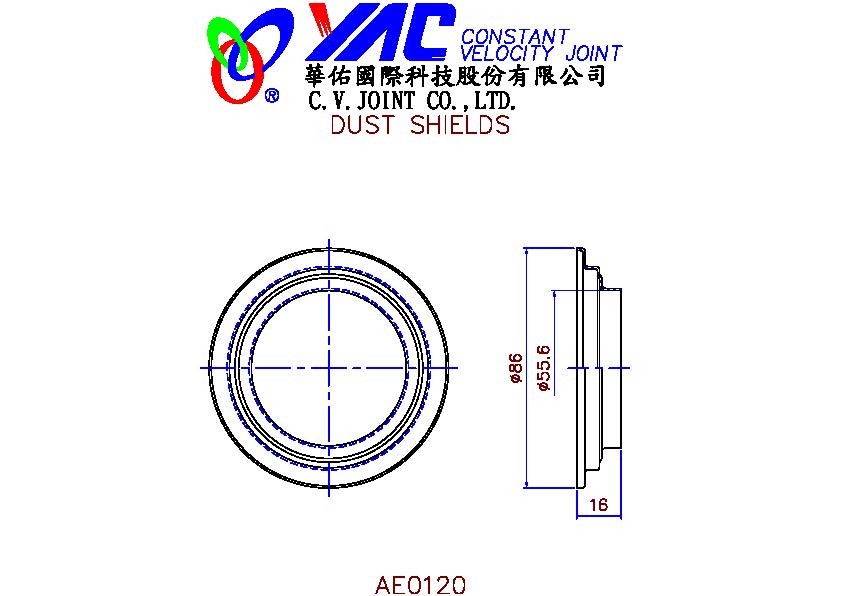 YAC CONSTANT
VELOCITY JOINT
®
華佑國際科技股份有限公司
C.V.JOINT CO.,LTD.
DUST SHIELDS
ø86
ø55.6
16
AE0120